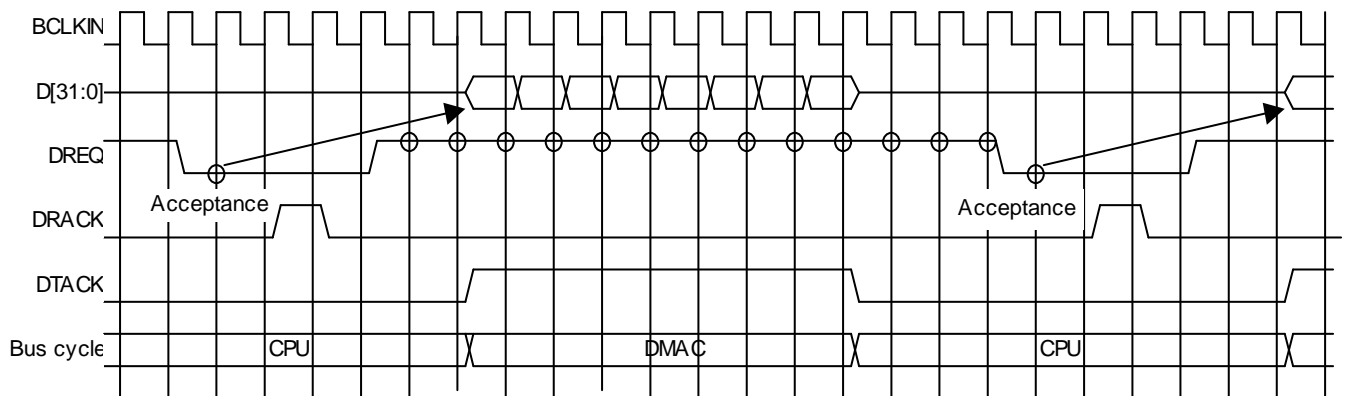 BCLKIN
D[31:0]
DREQ
Acceptance
Acceptance
DRACK
DTACK
Bus cycle
CPU
DMAC
CPU